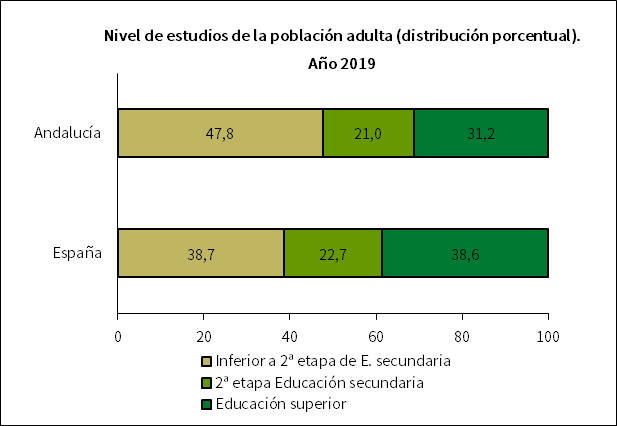 Nivel de estudios de la población adulta (distribución porcentual).
Año 2019
Andalucía 47,8 21,0 31,2
España 38,7 22,7 38,6
0 20 40 60 80 100
Inferior a 2ª etapa de E. secundaria
2ª etapa Educación secundaria
Educación superior